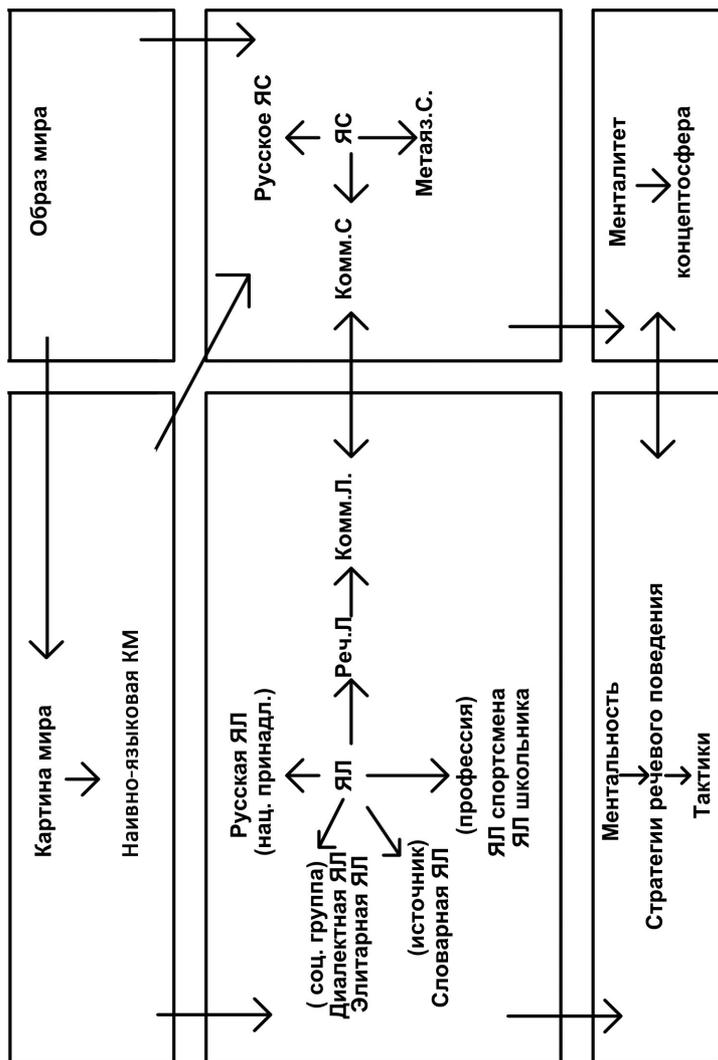 Картина мира
Наивно-языковая КМ
Образ мира
Русская ЯЛ
(нац. принадл.)
( соц. группа)
Диалектная ЯЛ
Элитарная ЯЛ
ЯЛ
Реч.Л
Комм.Л.
(источник)
Словарная ЯЛ
(профессия)
ЯЛ спортсмена
ЯЛ школьника
Русское ЯС
ЯС
Комм.С
Метаяз.С.
Ментальность
Стратегии речевого поведения
Тактики
Менталитет
концептосфера